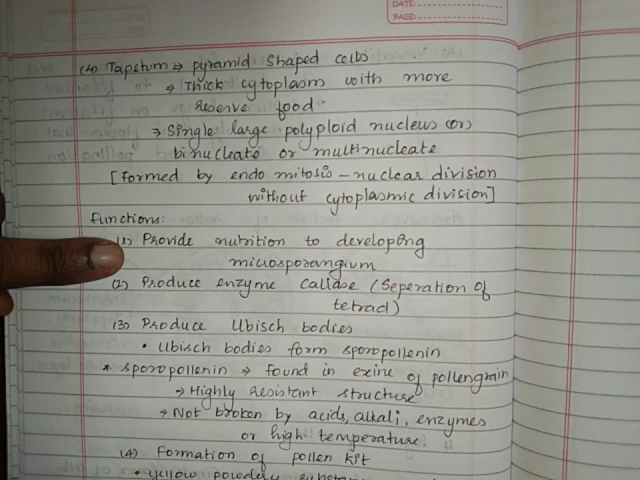 DATE
PAGE
(4) Tapetum → pyramid shaped cells
→ Thick cytoplasm with more
reserve food
→ Single large polyploid nucleus (or)
binucleate or multinucleate
[formed by endo mitosis - nuclear division
without cytoplasmic division]
Functions:
(1) Provide nutrition to developing
microsporangium
(2) Produce enzyme callase (Seperation of
tetrad)
(3) Produce Ubisch bodies
• Ubisch bodies form sporopollenin
* sporopollenin → found in exine of pollengrain
→ Highly resistant structure
→ Not broken by acids, alkali, enzymes
or high temperature
(4) Formation of pollen kit
• yellow powdery